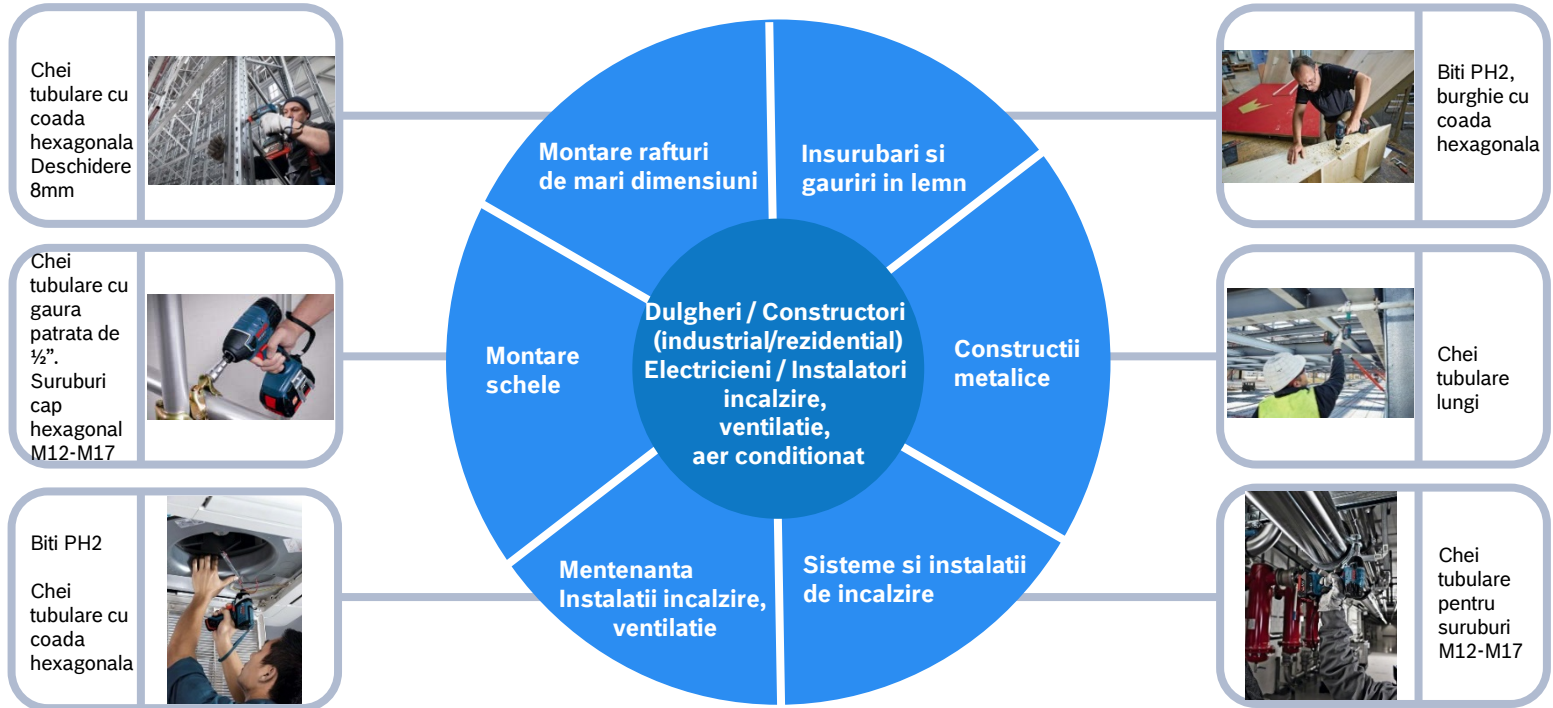 Chei
tubulare cu
coada
hexagonala
Deschidere
8mm
Chei
tubulare cu
gaura
patrata de
½”.
Suruburi
cap
hexagonal
M12-M17
Biti PH2
Chei
tubulare cu
coada
hexagonala
Montare rafturi
de mari dimensiuni
Insurubari si
gauriri in lemn
Montare
schele
Dulgheri / Constructori
(industrial/rezidential)
Electricieni / Instalatori
incalzire,
ventilatie,
aer conditionat
Constructii
metalice
Mentenanta
Instalatii incalzire,
ventilatie
Sisteme si instalatii
de incalzire
Biti PH2,
burghie cu
coada
hexagonala
Chei
tubulare
lungi
Chei
tubulare
pentru
suruburi
M12-M17